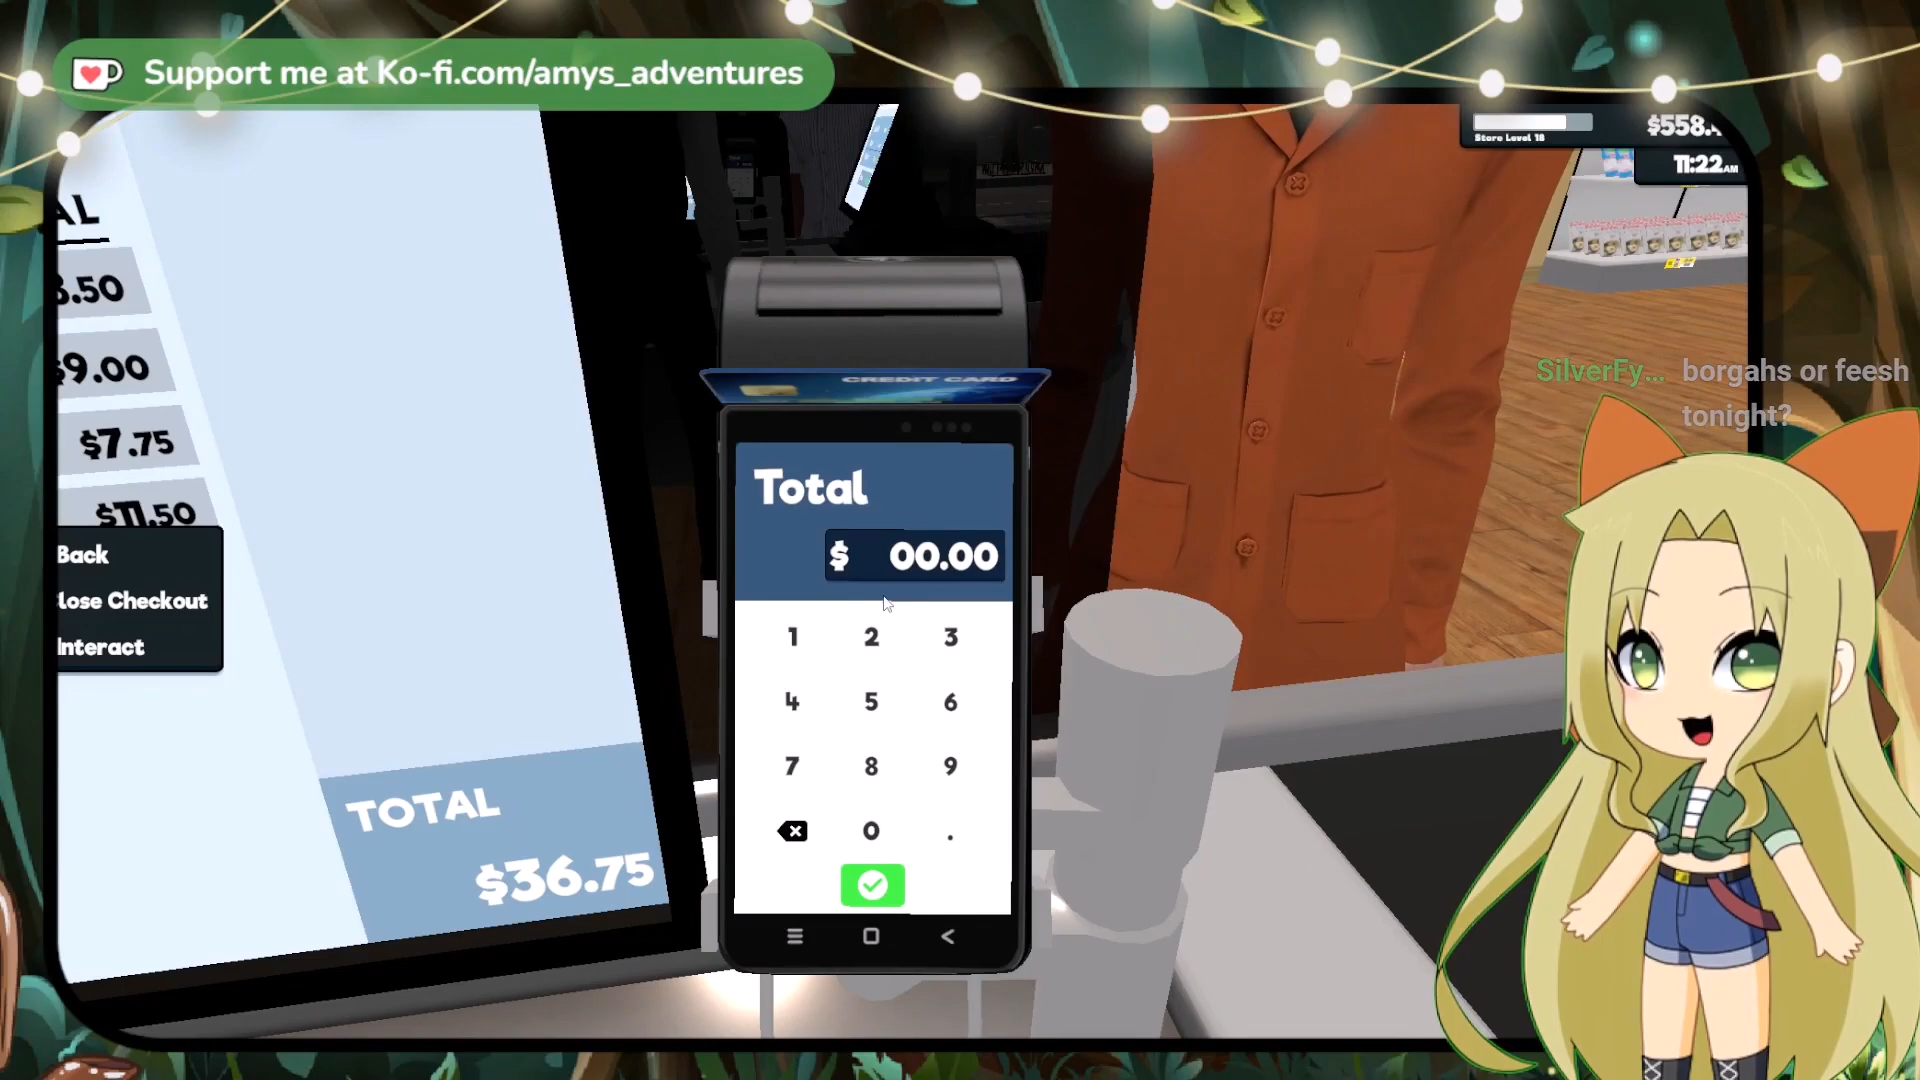 Support me at Ko-fi.com/amys_adventures
Store Level 18
$558.
11:22AM
AL
.50
$9.00
$7.75
$11.50
Back
lose Checkout
Interact
TOTAL
$36.75
CREDIT CARD
Total
$ 00.00
1 2 3
4 5 6
7 8 9
0 .
SilverFy... borgahs or feesh
tonight?